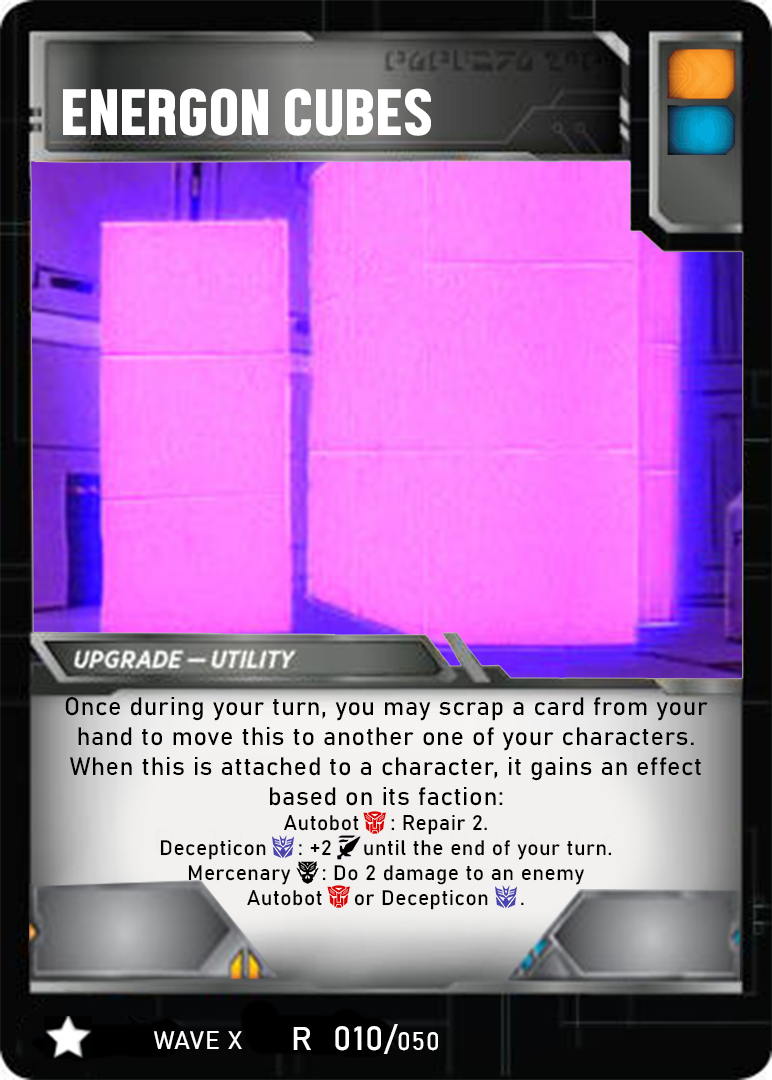 ENERGON CUBES
UPGRADE — UTILITY
Once during your turn, you may scrap a card from your
hand to move this to another one of your characters.
When this is attached to a character, it gains an effect
based on its faction:
Autobot : Repair 2.
Decepticon : +2 until the end of your turn.
Mercenary : Do 2 damage to an enemy
Autobot or Decepticon .
WAVE X R 010/050